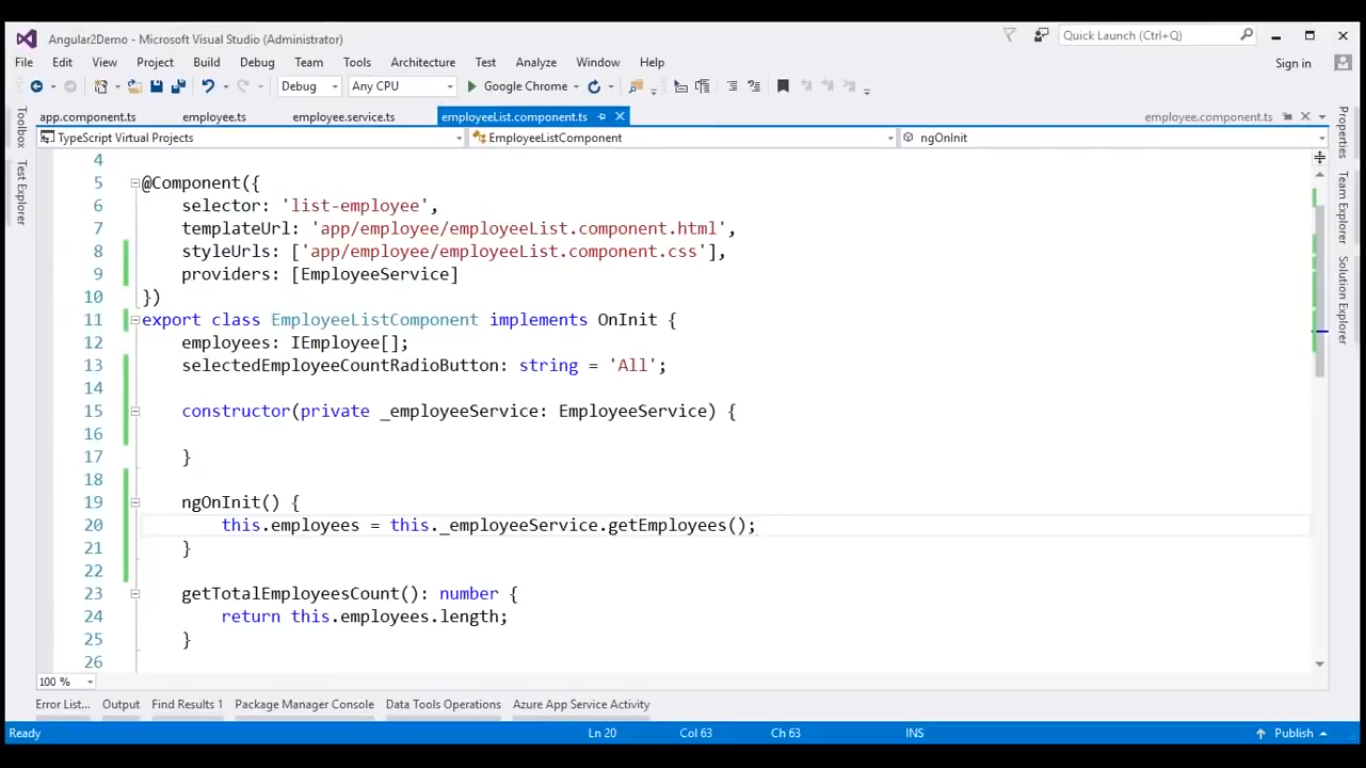 Angular2Demo - Microsoft Visual Studio (Administrator)
Quick Launch (Ctrl+Q)
File Edit View Project Build Debug Team Tools Architecture Test Analyze Window Help
Sign in
Debug Any CPU Google Chrome
app.component.ts employee.ts employee.service.ts employeeList.component.ts employee.component.ts
TypeScript Virtual Projects EmployeeListComponent ngOnInit
Toolbox
Test Explorer
Properties
Team Explorer
Solution Explorer
4
5 @Component({
6 selector: 'list-employee',
7 templateUrl: 'app/employee/employeeList.component.html',
8 styleUrls: ['app/employee/employeeList.component.css'],
9 providers: [EmployeeService]
10 })
11 export class EmployeeListComponent implements OnInit {
12 employees: IEmployee[];
13 selectedEmployeeCountRadioButton: string = 'All';
14
15 constructor(private _employeeService: EmployeeService) {
16
17 }
18
19 ngOnInit() {
20 this.employees = this._employeeService.getEmployees();
21 }
22
23 getTotalEmployeesCount(): number {
24 return this.employees.length;
25 }
26
100 %
Error List... Output Find Results 1 Package Manager Console Data Tools Operations Azure App Service Activity
Ready Ln 20 Col 63 Ch 63 INS Publish